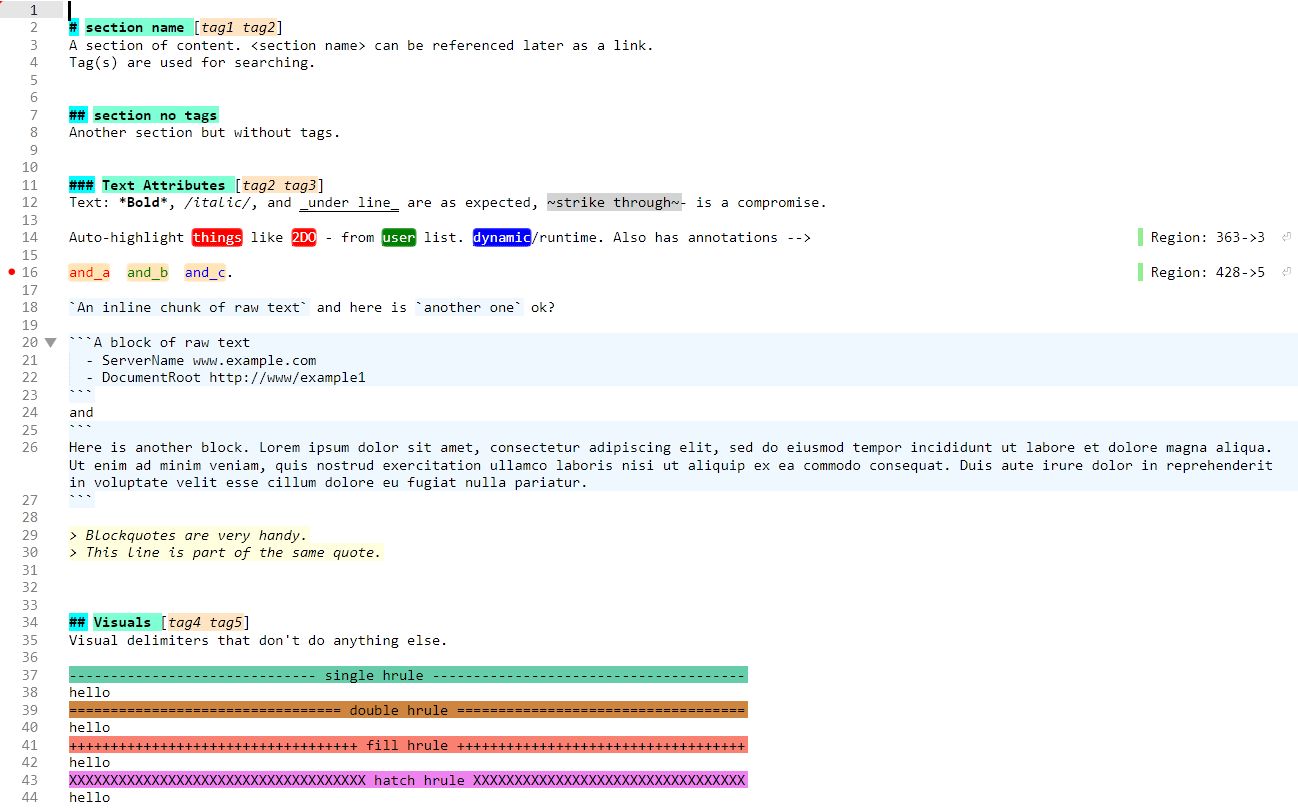 1
2 # section name [tag1 tag2]
3 A section of content. <section name> can be referenced later as a link.
4 Tag(s) are used for searching.
5
6
7 ## section no tags
8 Another section but without tags.
9
10
11 ### Text Attributes [tag2 tag3]
12 Text: *Bold*, /italic/, and _under line_ are as expected, ~strike through~- is a compromise.
13
14 Auto-highlight things like 2DO - from user list. dynamic/runtime. Also has annotations --> Region: 363->3
15
16 and_a and_b and_c. Region: 428->5
17
18 `An inline chunk of raw text` and here is `another one` ok?
19
20 ```A block of raw text
21   - ServerName www.example.com
22   - DocumentRoot http://www/example1
23 ```
24 and
25 ```
26 Here is another block. Lorem ipsum dolor sit amet, consectetur adipiscing elit, sed do eiusmod tempor incididunt ut labore et dolore magna aliqua.
Ut enim ad minim veniam, quis nostrud exercitation ullamco laboris nisi ut aliquip ex ea commodo consequat. Duis aute irure dolor in reprehenderit
in voluptate velit esse cillum dolore eu fugiat nulla pariatur.
27 ```
28
29 > Blockquotes are very handy.
30 > This line is part of the same quote.
31
32
33
34 ## Visuals [tag4 tag5]
35 Visual delimiters that don't do anything else.
36
37 ------------------------------ single hrule --------------------------------------
38 hello
39 ================================= double hrule ===================================
40 hello
41 +++++++++++++++++++++++++++++++++++ fill hrule +++++++++++++++++++++++++++++++++++
42 hello
43 XXXXXXXXXXXXXXXXXXXXXXXXXXXXXXXXXXXX hatch hrule XXXXXXXXXXXXXXXXXXXXXXXXXXXXXXXXX
44 hello